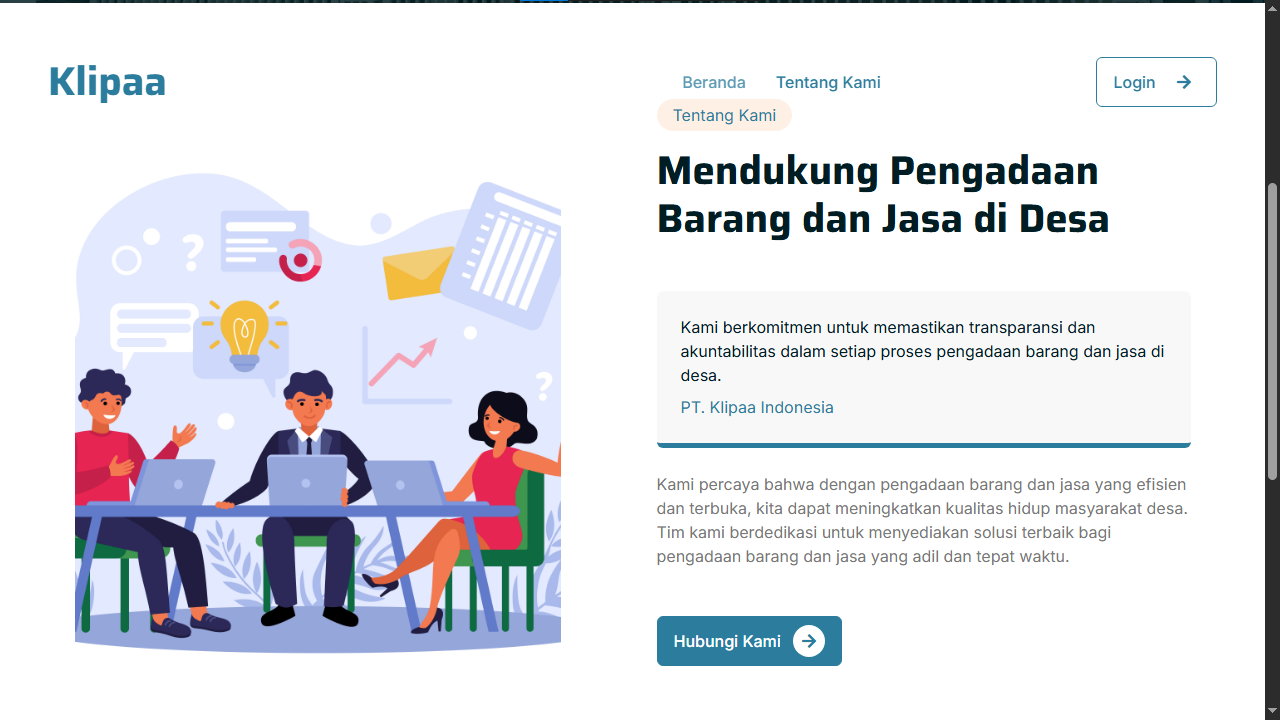 Klipaa
Beranda
Tentang Kami
Login
Tentang Kami
Mendukung Pengadaan
Barang dan Jasa di Desa
Kami berkomitmen untuk memastikan transparansi dan
akuntabilitas dalam setiap proses pengadaan barang dan jasa di
desa.
PT. Klipaa Indonesia
Kami percaya bahwa dengan pengadaan barang dan jasa yang efisien
dan terbuka, kita dapat meningkatkan kualitas hidup masyarakat desa.
Tim kami berdedikasi untuk menyediakan solusi terbaik bagi
pengadaan barang dan jasa yang adil dan tepat waktu.
Hubungi Kami
?
?